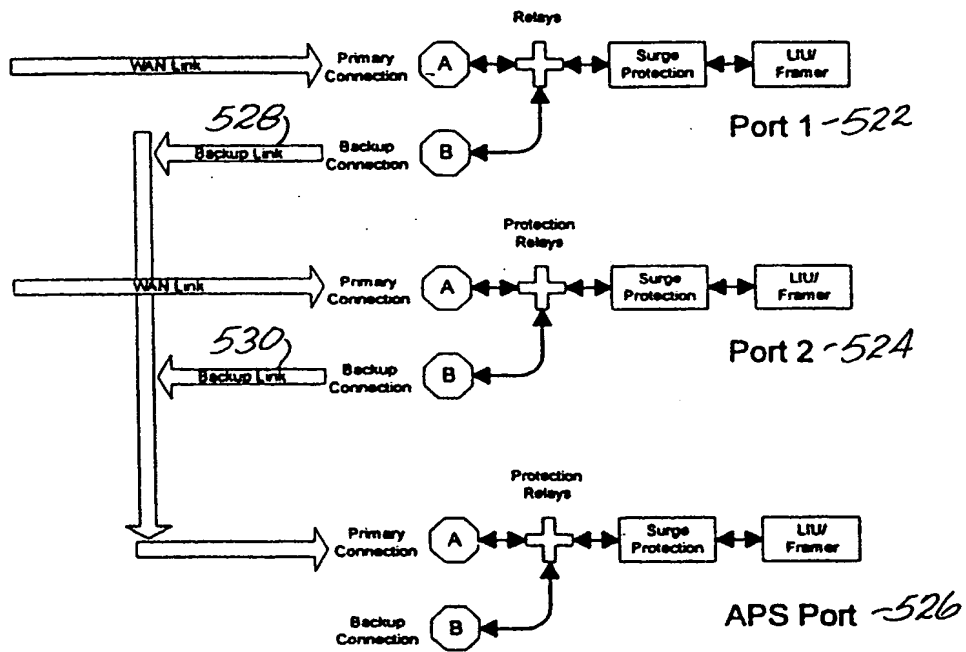 Relays
WAN Link
Primary
Connection
A
Surge
Protection
LIU/
Framer
Port 1 -522
528
Backup Link
Backup
Connection
B
Protection
Relays
WAN Link
Primary
Connection
A
Surge
Protection
LIU/
Framer
Port 2 -524
530
Backup Link
Backup
Connection
B
Protection
Relays
Primary
Connection
A
Surge
Protection
LIU/
Framer
APS Port -526
Backup
Connection
B